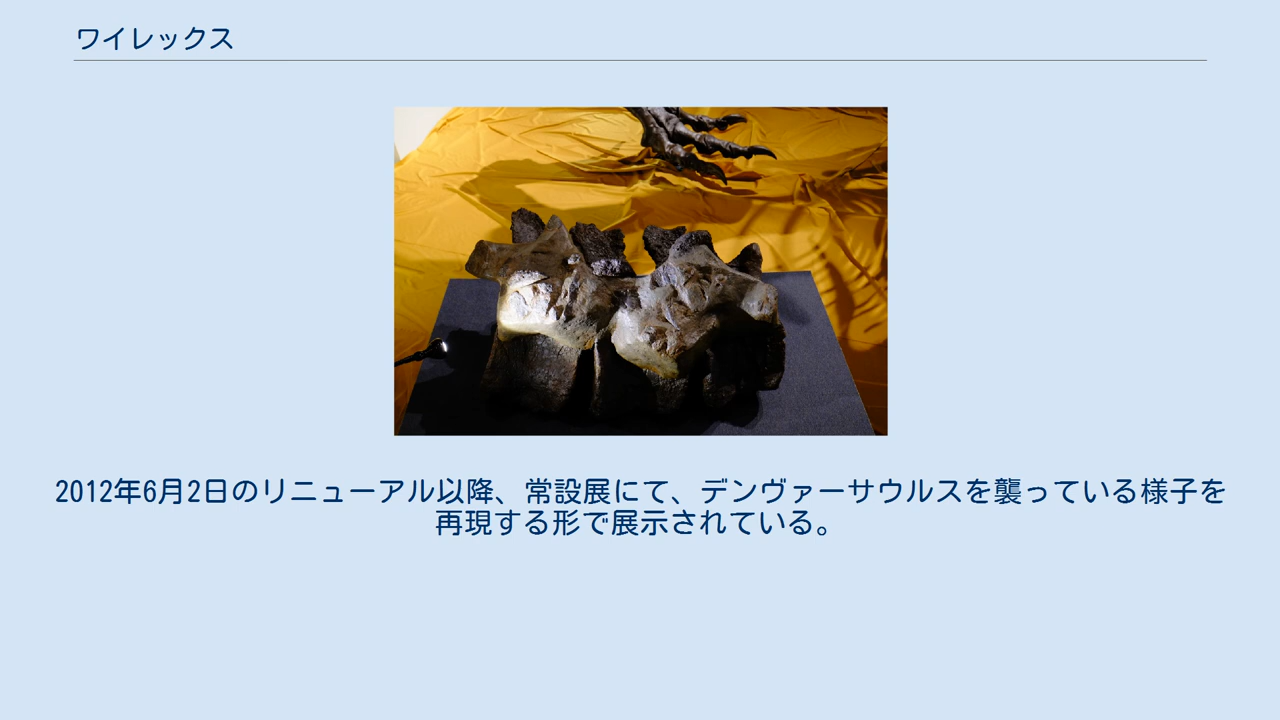 ワイレックス
2012年6月2日のリニューアル以降、常設展にて、デンヴァーサウルスを襲っている様子を
再現する形で展示されている。